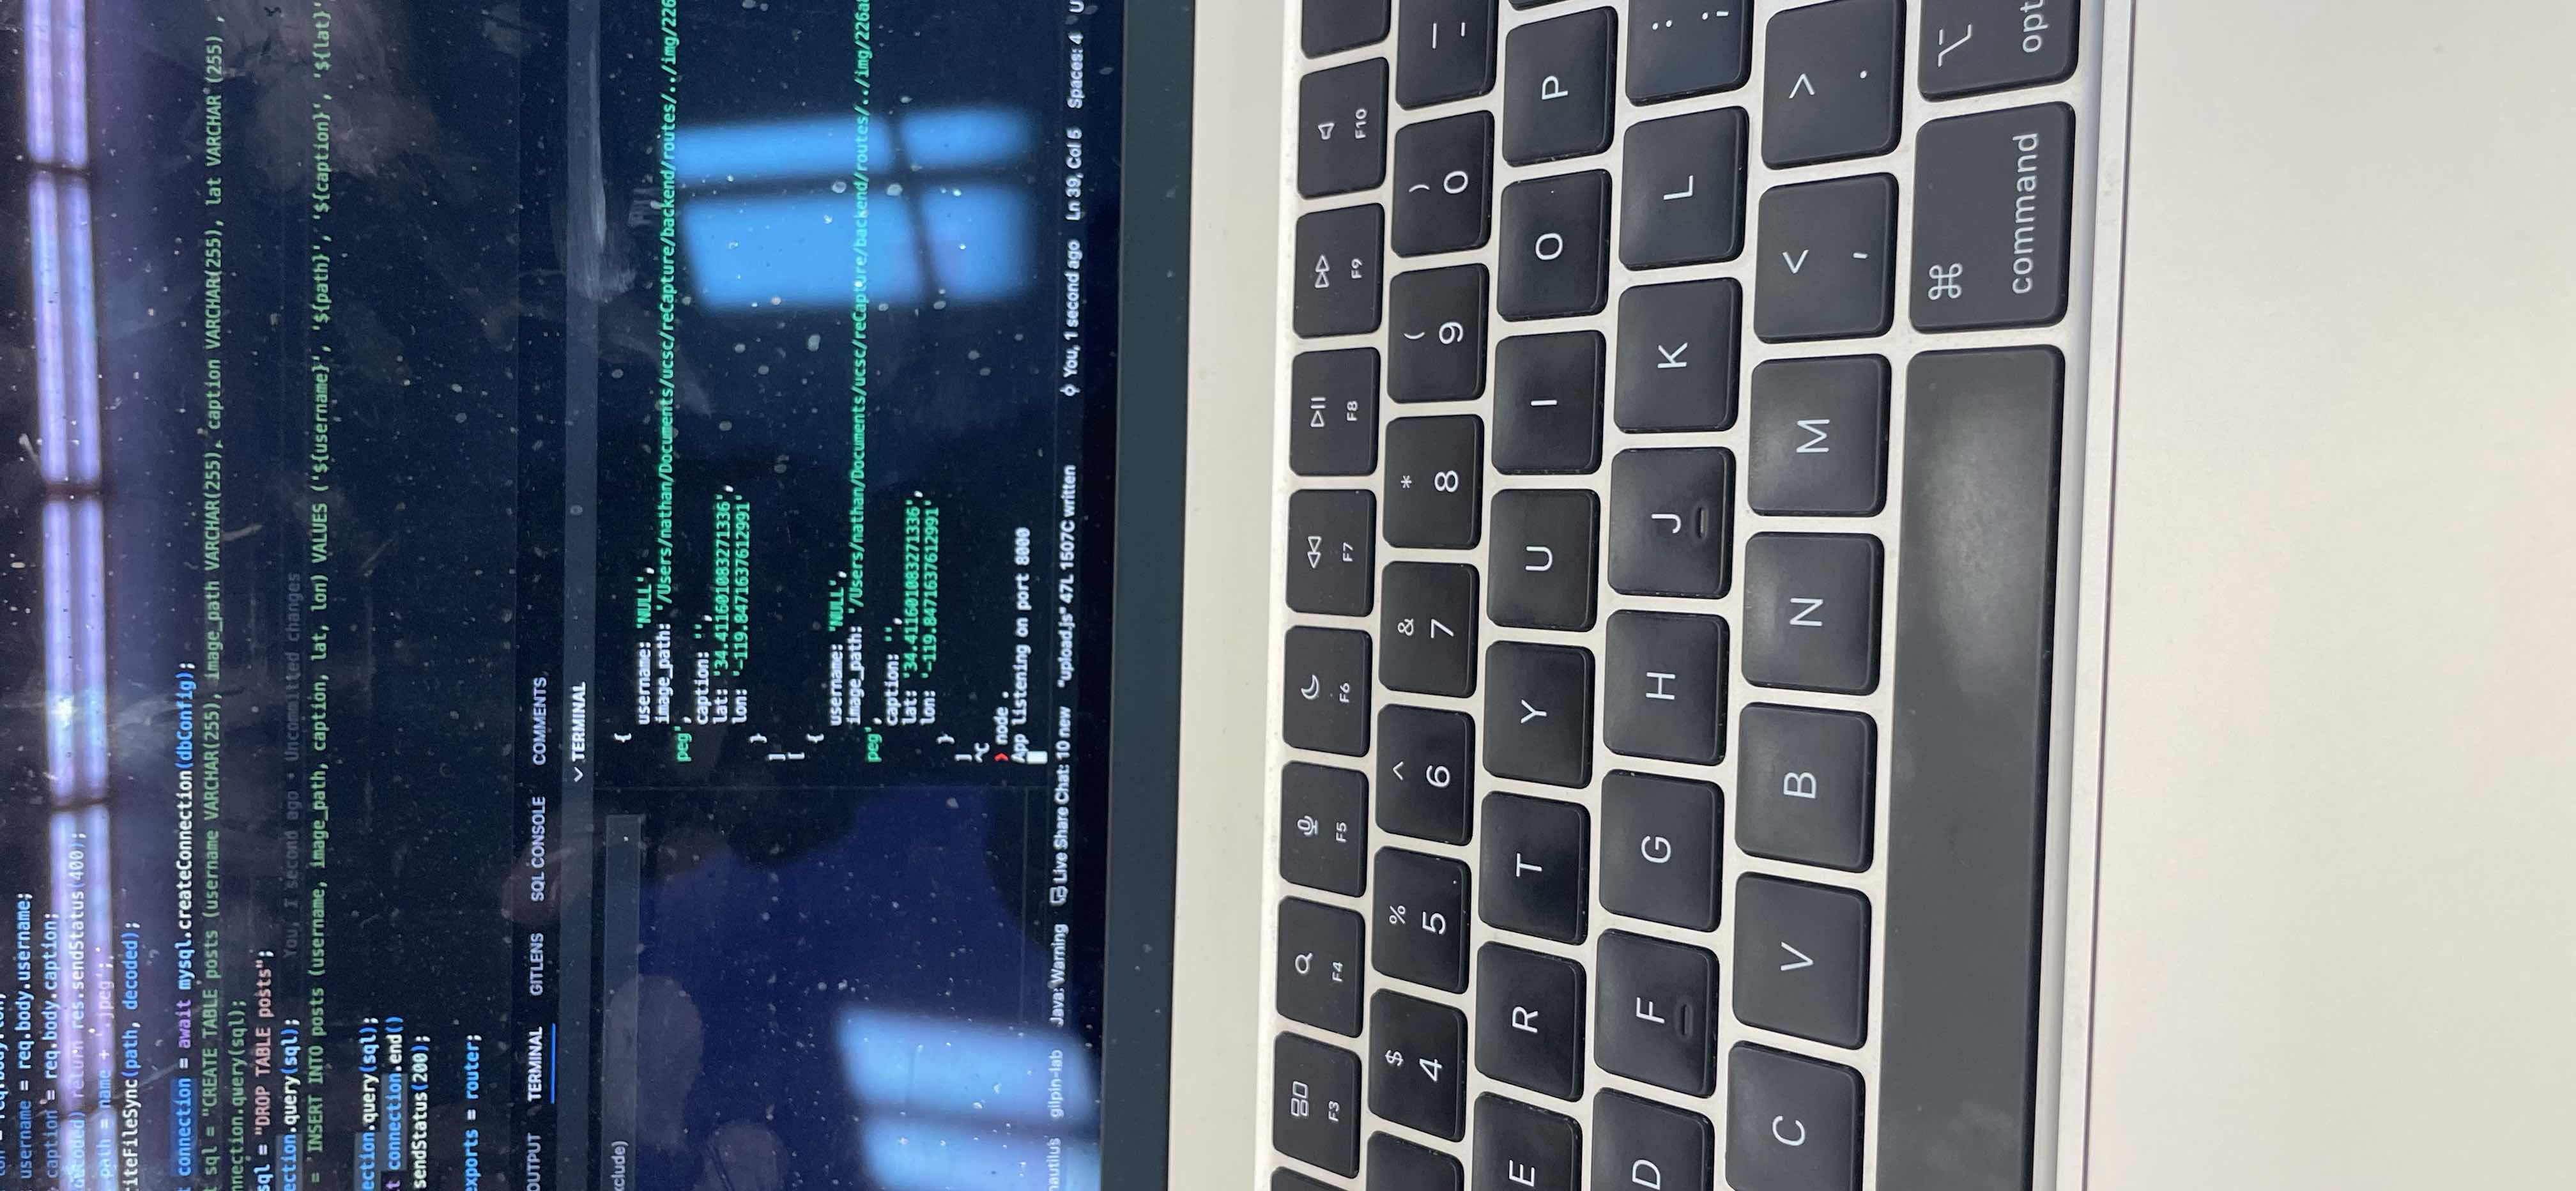 username = req.body.username;
caption = req.body.caption;
decoded) return res.sendStatus(400);
path = name + '.jpeg';
riteFileSync(path, decoded);
t connection = await mysql.createConnection(dbConfig);
t sql = "CREATE TABLE posts (username VARCHAR(255), image_path VARCHAR(255), caption VARCHAR(255), lat VARCHAR (255) ,
nnection.query(sql);
sql = "DROP TABLE posts";
ection.query(sql); You, 1 second ago • Uncommitted changes
= `INSERT INTO posts (username, image_path, caption, lat, lon) VALUES ('${username}', '${path}', '${caption}', '${lat}'
ection.query(sql);
t connection.end()
sendStatus(200);
exports = router;
OUTPUT TERMINAL GITLENS SQL CONSOLE COMMENTS
TERMINAL
xclude)
{
username: 'NULL',
image_path: '/Users/nathan/Documents/ucsc/reCapture/backend/routes/../img/226
peg',
caption: '',
lat: '34.411601083271336',
lon: '-119.8471637612991'
}
]
[
{
username: 'NULL',
image_path: '/Users/nathan/Documents/ucsc/reCapture/backend/routes/../img/226a
peg',
caption: '',
lat: '34.411601083271336',
lon: '-119.8471637612991'
}
]
^C
❯ node .
App listening on port 8000
nautilus gilpin-lab Java: Warning Live Share Chat: 10 new "upload.js" 47L 1507C written You, 1 second ago Ln 39, Col 5 Spaces: 4 U
F3 F4 F5 F6 F7 F8 F9 F10
$ % ^ & * ( ) —
4 5 6 7 8 9 0 -
E R T Y U I O P
D F G H J K L :
;
C V B N M < >
, .
⌘ ⌥
command opt